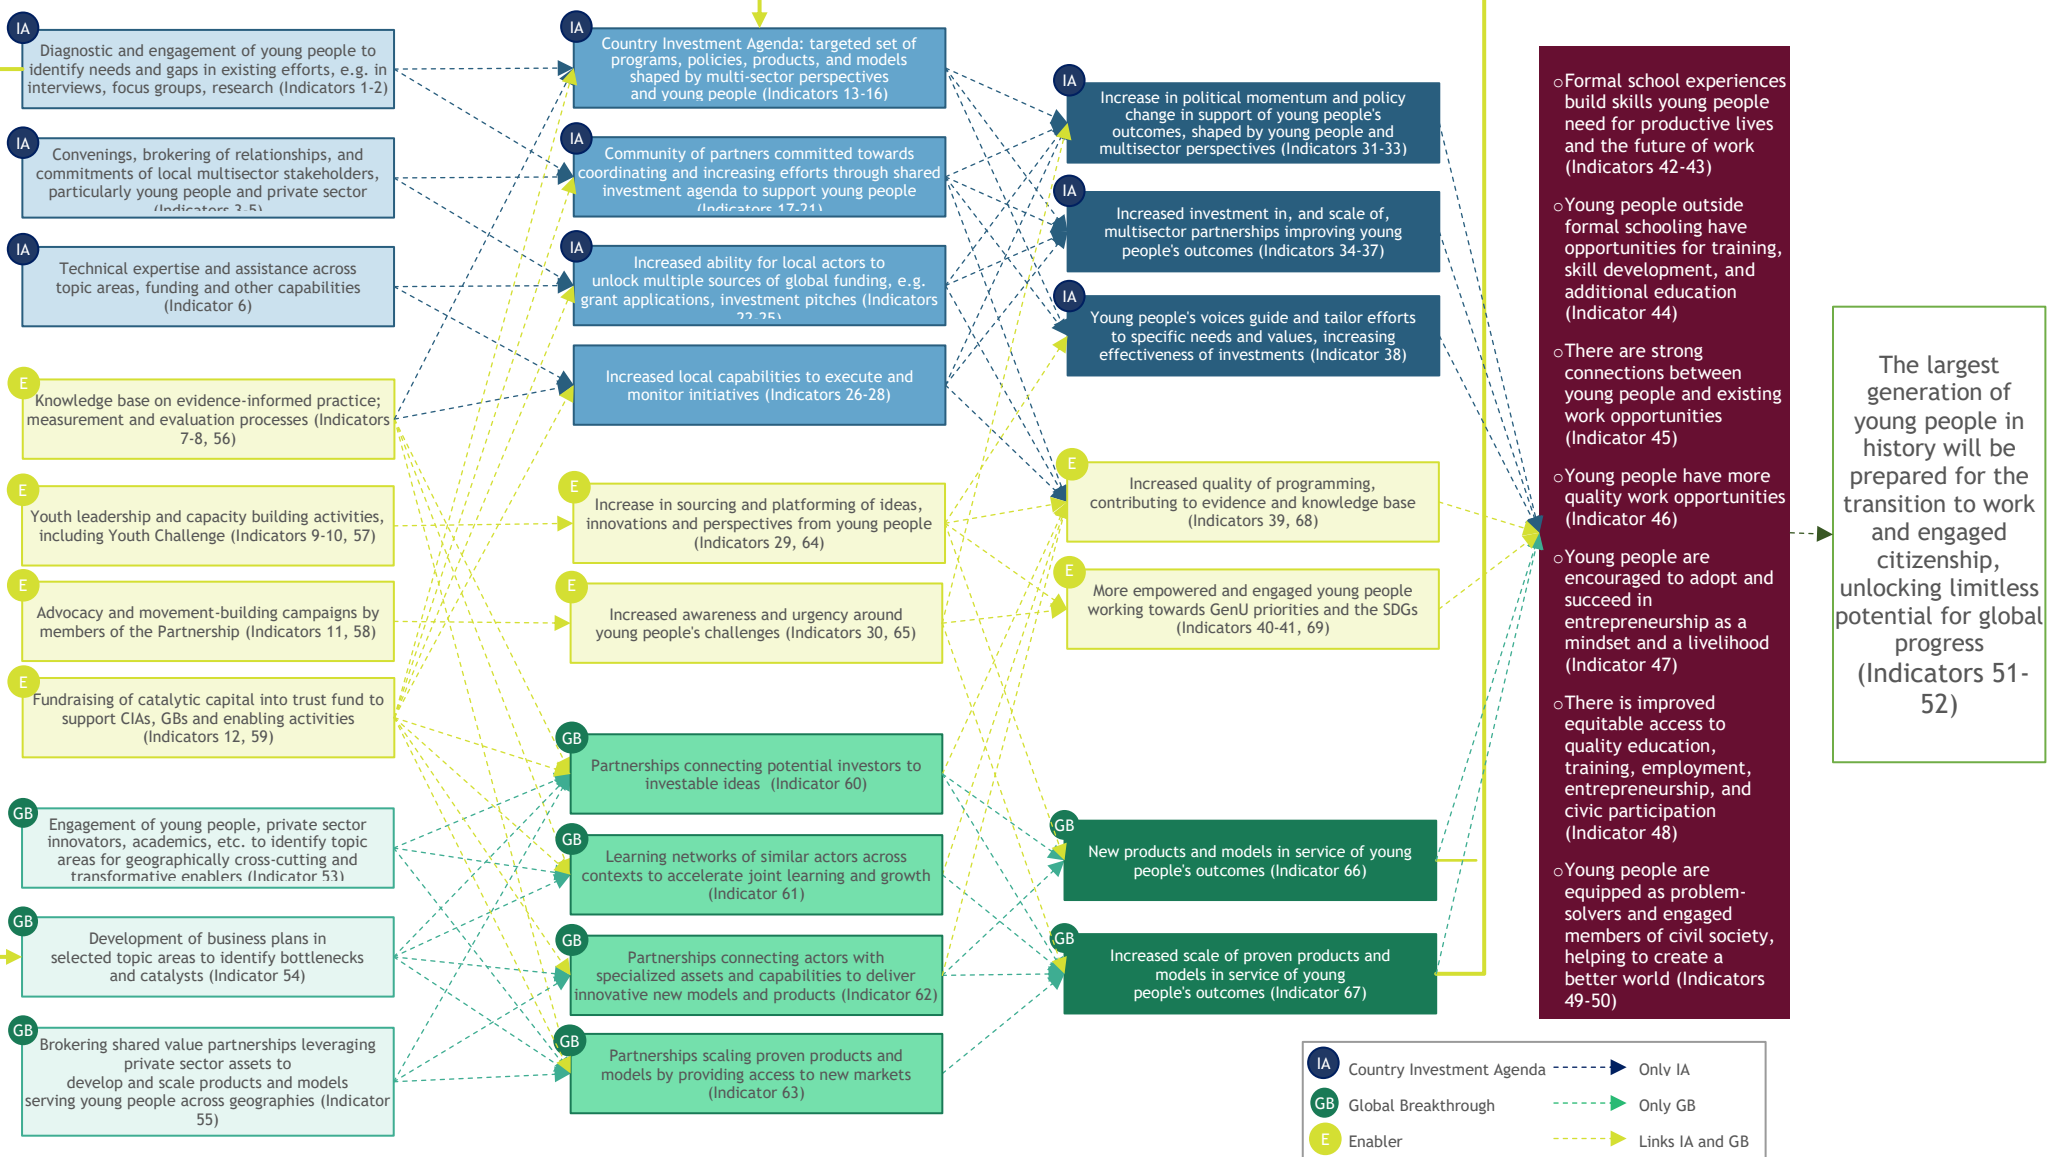 IA
Diagnostic and engagement of young people to
identify needs and gaps in existing efforts, e.g. in
interviews, focus groups, research (Indicators 1-2)
IA
Convenings, brokering of relationships, and
commitments of local multisector stakeholders,
particularly young people and private sector
(Indicators 3-5)
IA
Technical expertise and assistance across
topic areas, funding and other capabilities
(Indicator 6)
E
Knowledge base on evidence-informed practice;
measurement and evaluation processes (Indicators
7-8, 56)
E
Youth leadership and capacity building activities,
including Youth Challenge (Indicators 9-10, 57)
E
Advocacy and movement-building campaigns by
members of the Partnership (Indicators 11, 58)
E
Fundraising of catalytic capital into trust fund to
support CIAs, GBs and enabling activities
(Indicators 12, 59)
GB
Engagement of young people, private sector
innovators, academics, etc. to identify topic
areas for geographically cross-cutting and
transformative enablers (Indicator 53)
GB
Development of business plans in
selected topic areas to identify bottlenecks
and catalysts (Indicator 54)
GB
Brokering shared value partnerships leveraging
private sector assets to
develop and scale products and models
serving young people across geographies (Indicator
55)
IA
Country Investment Agenda: targeted set of
programs, policies, products, and models
shaped by multi-sector perspectives
and young people (Indicators 13-16)
IA
Community of partners committed towards
coordinating and increasing efforts through shared
investment agenda to support young people
(Indicators 17-21)
IA
Increased ability for local actors to
unlock multiple sources of global funding, e.g.
grant applications, investment pitches (Indicators
22-25)
Increased local capabilities to execute and
monitor initiatives (Indicators 26-28)
E
Increase in sourcing and platforming of ideas,
innovations and perspectives from young people
(Indicators 29, 64)
E
Increased awareness and urgency around
young people's challenges (Indicators 30, 65)
GB
Partnerships connecting potential investors to
investable ideas (Indicator 60)
GB
Learning networks of similar actors across
contexts to accelerate joint learning and growth
(Indicator 61)
GB
Partnerships connecting actors with
specialized assets and capabilities to deliver
innovative new models and products (Indicator 62)
GB
Partnerships scaling proven products and
models by providing access to new markets
(Indicator 63)
IA
Increase in political momentum and policy
change in support of young people's
outcomes, shaped by young people and
multisector perspectives (Indicators 31-33)
IA
Increased investment in, and scale of,
multisector partnerships improving young
people's outcomes (Indicators 34-37)
IA
Young people's voices guide and tailor efforts
to specific needs and values, increasing
effectiveness of investments (Indicator 38)
E
Increased quality of programming,
contributing to evidence and knowledge base
(Indicators 39, 68)
E
More empowered and engaged young people
working towards GenU priorities and the SDGs
(Indicators 40-41, 69)
GB
New products and models in service of young
people's outcomes (Indicator 66)
GB
Increased scale of proven products and
models in service of young
people's outcomes (Indicator 67)
○Formal school experiences
build skills young people
need for productive lives
and the future of work
(Indicators 42-43)
○Young people outside
formal schooling have
opportunities for training,
skill development, and
additional education
(Indicator 44)
○There are strong
connections between
young people and existing
work opportunities
(Indicator 45)
○Young people have more
quality work opportunities
(Indicator 46)
○Young people are
encouraged to adopt and
succeed in
entrepreneurship as a
mindset and a livelihood
(Indicator 47)
○There is improved
equitable access to
quality education,
training, employment,
entrepreneurship, and
civic participation
(Indicator 48)
○Young people are
equipped as problem-
solvers and engaged
members of civil society,
helping to create a
better world (Indicators
49-50)
The largest
generation of
young people in
history will be
prepared for the
transition to work
and engaged
citizenship,
unlocking limitless
potential for global
progress
(Indicators 51-
52)
IA Country Investment Agenda Only IA
GB Global Breakthrough Only GB
E Enabler Links IA and GB